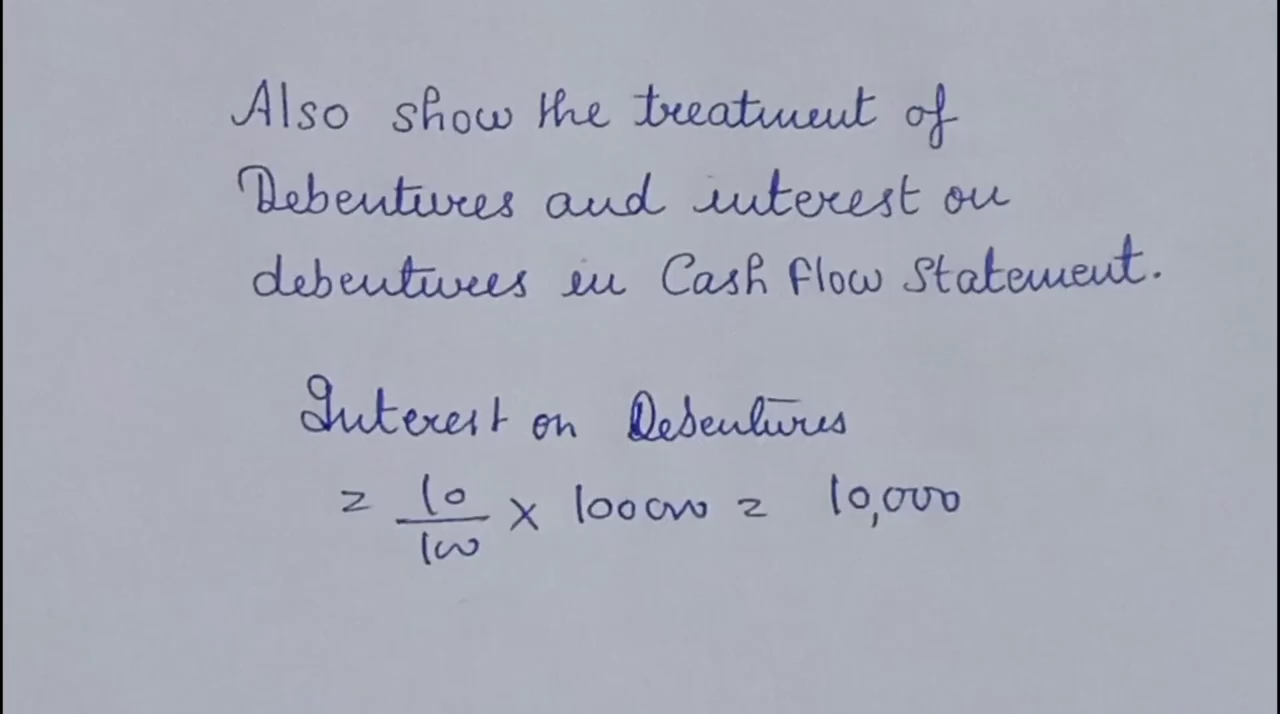 Also show the treatment of
Debentures and interest on
debentures in Cash flow Statement.
Interest on Debentures
= 10/100 × 100000 = 10,000